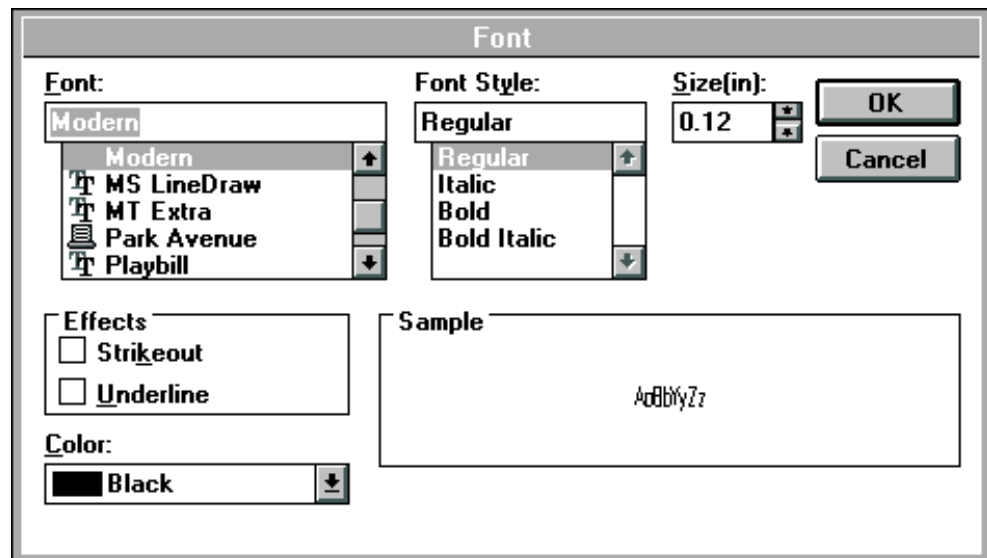 Font
Font:
Modern
Modern
MS LineDraw
MT Extra
Park Avenue
Playbill
Font Style:
Regular
Regular
Italic
Bold
Bold Italic
Size(in):
0.12
OK
Cancel
Effects
Strikeout
Underline
Color:
Black
Sample
AaBbYyZz